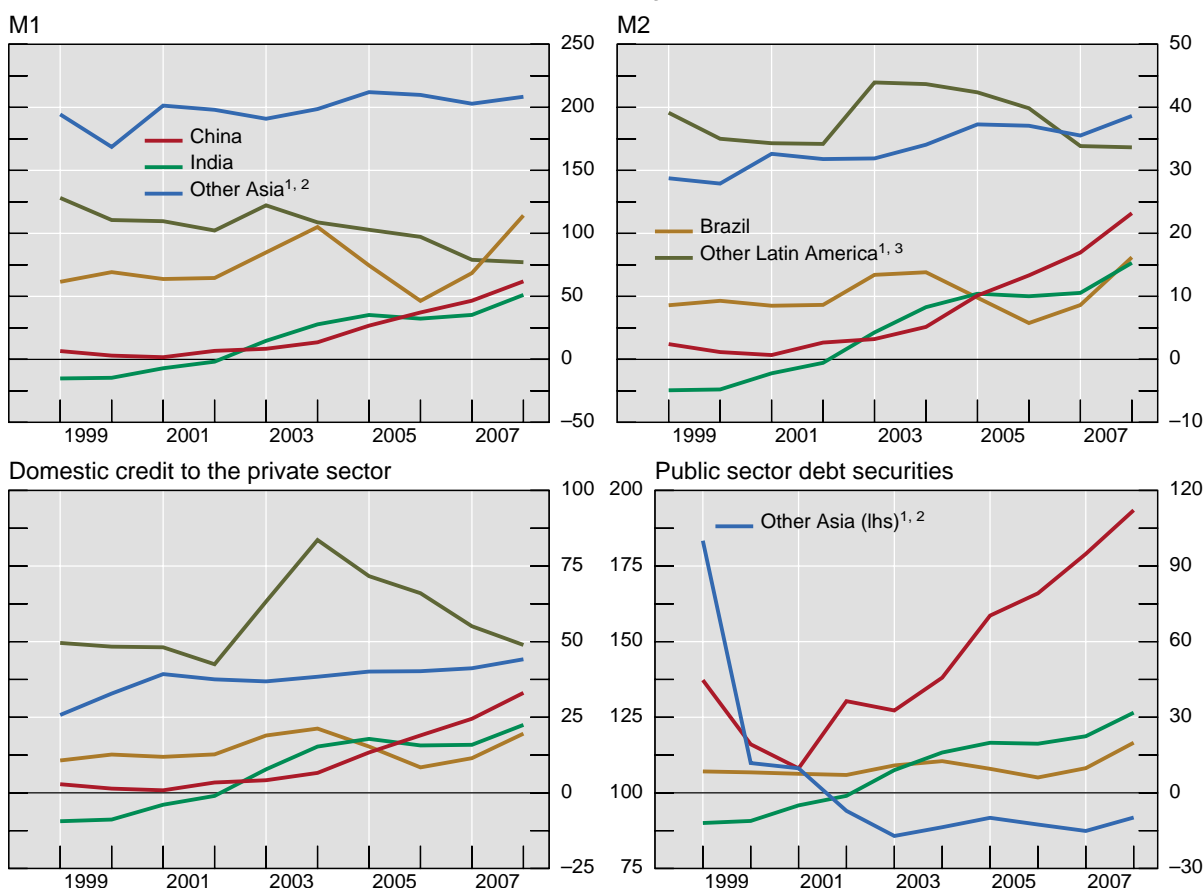 M1
250
200
150
100
50
0
–50
China
India
Other Asia1, 2
1999 2001 2003 2005 2007
M2
50
40
30
20
10
0
–10
Brazil
Other Latin America1, 3
1999 2001 2003 2005 2007
Domestic credit to the private sector
100
75
50
25
0
–25
1999 2001 2003 2005 2007
Public sector debt securities
200 120
Other Asia (lhs)1, 2
175 90
150 60
125 30
100 0
75 –30
1999 2001 2003 2005 2007